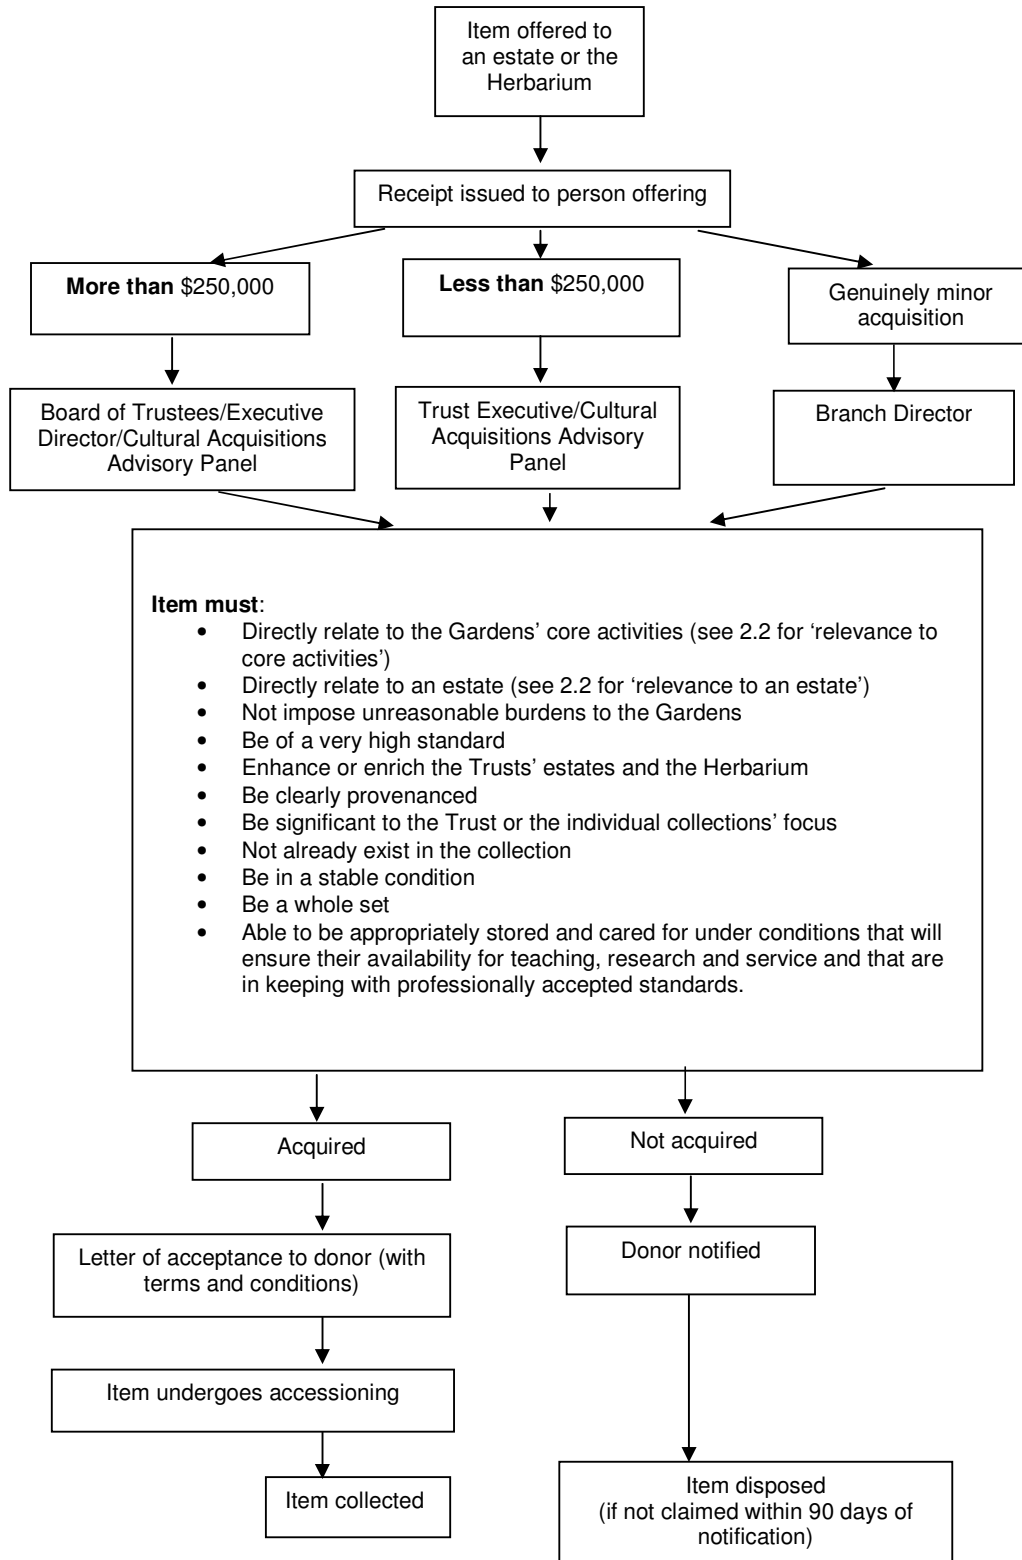 Item offered to
an estate or the
Herbarium
Receipt issued to person offering
More than $250,000
Less than $250,000
Genuinely minor
acquisition
Board of Trustees/Executive
Director/Cultural Acquisitions
Advisory Panel
Trust Executive/Cultural
Acquisitions Advisory
Panel
Branch Director
Item must:
• Directly relate to the Gardens’ core activities (see 2.2 for ‘relevance to
core activities’)
• Directly relate to an estate (see 2.2 for ‘relevance to an estate’)
• Not impose unreasonable burdens to the Gardens
• Be of a very high standard
• Enhance or enrich the Trusts’ estates and the Herbarium
• Be clearly provenanced
• Be significant to the Trust or the individual collections’ focus
• Not already exist in the collection
• Be in a stable condition
• Be a whole set
• Able to be appropriately stored and cared for under conditions that will
ensure their availability for teaching, research and service and that are
in keeping with professionally accepted standards.
Acquired
Not acquired
Letter of acceptance to donor (with
terms and conditions)
Donor notified
Item undergoes accessioning
Item collected
Item disposed
(if not claimed within 90 days of
notification)